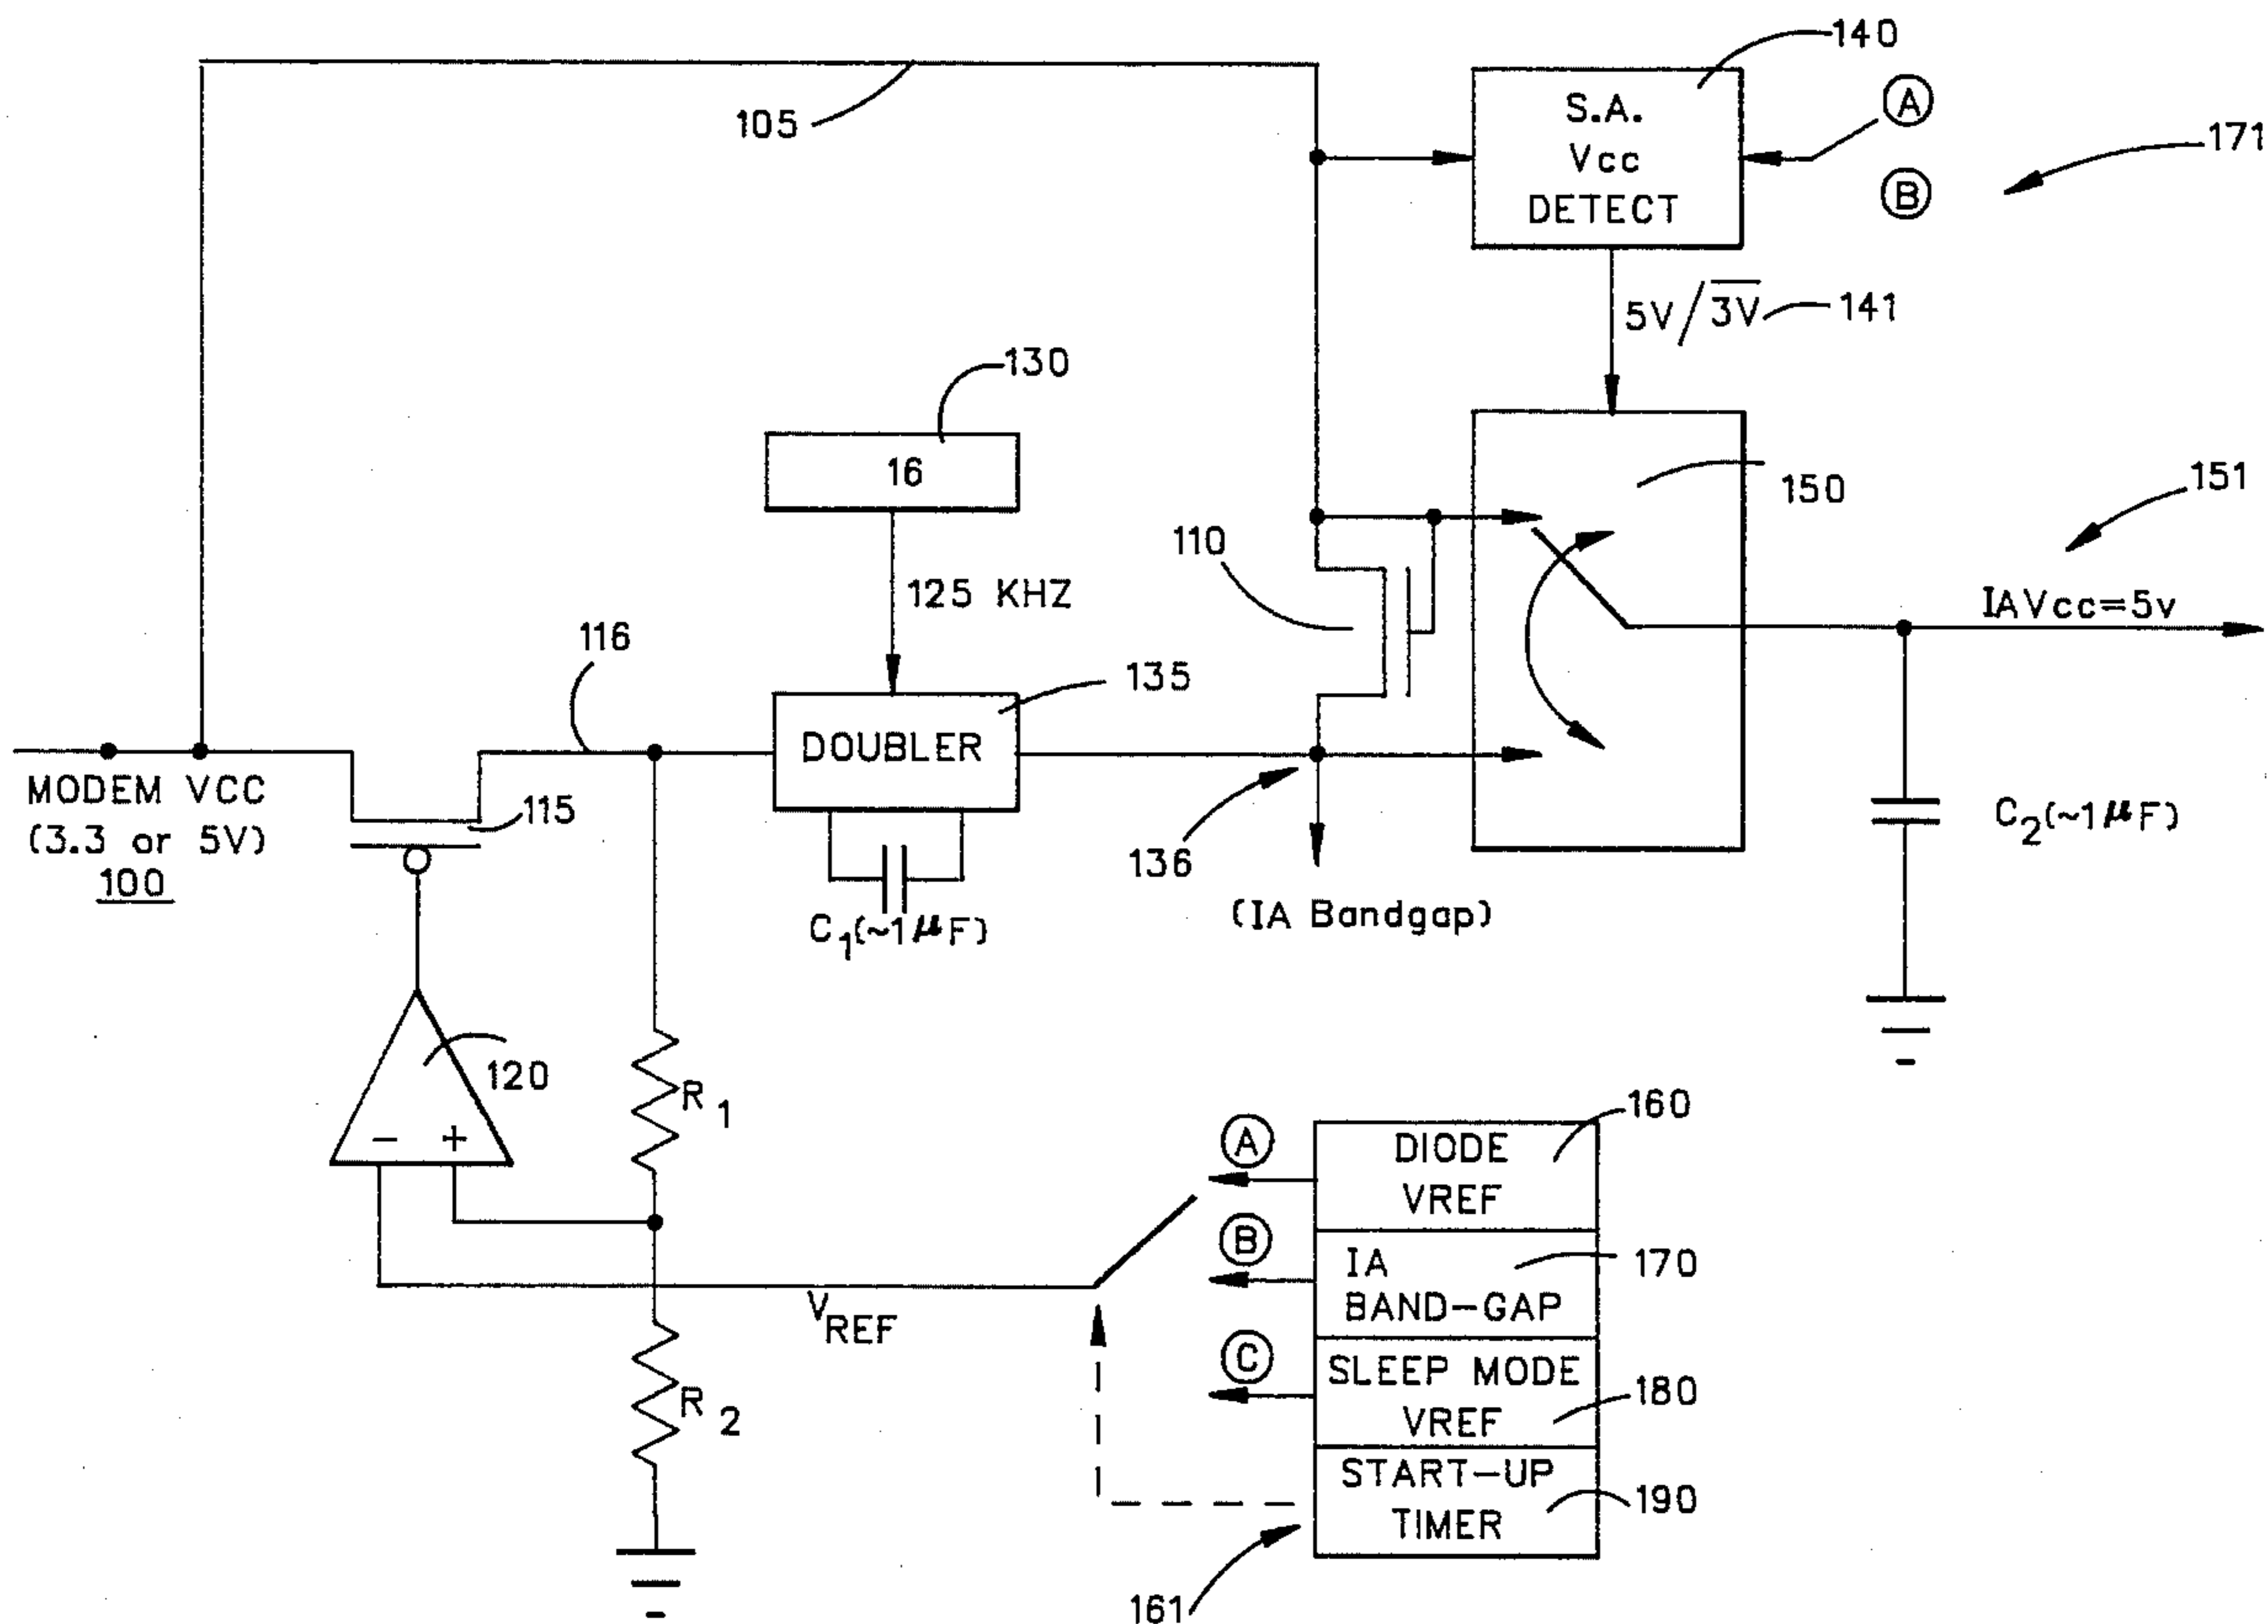 140
S.A.
Vcc
DETECT
A
B
171
105
5V/3̅V̅
141
130
16
125 KHZ
150
151
110
IAVcc=5v
116
135
DOUBLER
MODEM VCC
(3.3 or 5V)
100
115
136
C2(~1μF)
C1(~1μF)
(IA Bandgap)
120
- +
R1
R2
VREF
A
B
C
160
DIODE
VREF
IA
BAND-GAP
170
SLEEP MODE
VREF
180
START-UP
TIMER
190
161